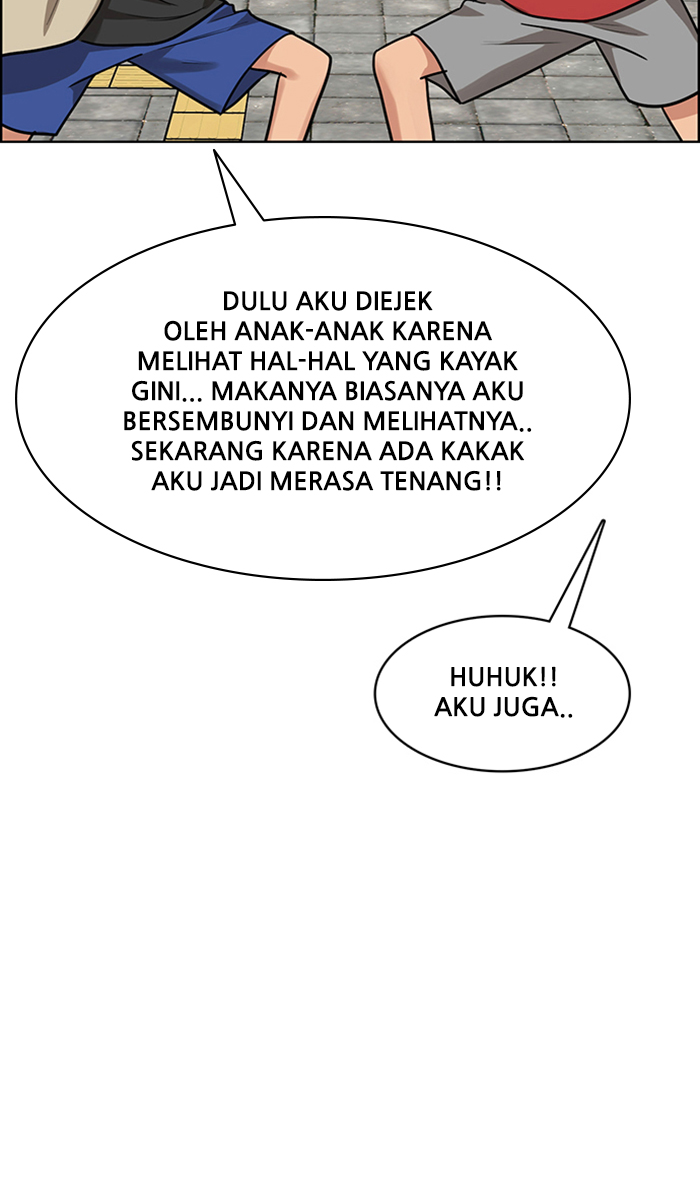 DULU AKU DIEJEK
OLEH ANAK-ANAK KARENA
MELIHAT HAL-HAL YANG KAYAK
GINI... MAKANYA BIASANYA AKU
BERSEMBUNYI DAN MELIHATNYA..
SEKARANG KARENA ADA KAKAK
AKU JADI MERASA TENANG!!
HUHUK!!
AKU JUGA..